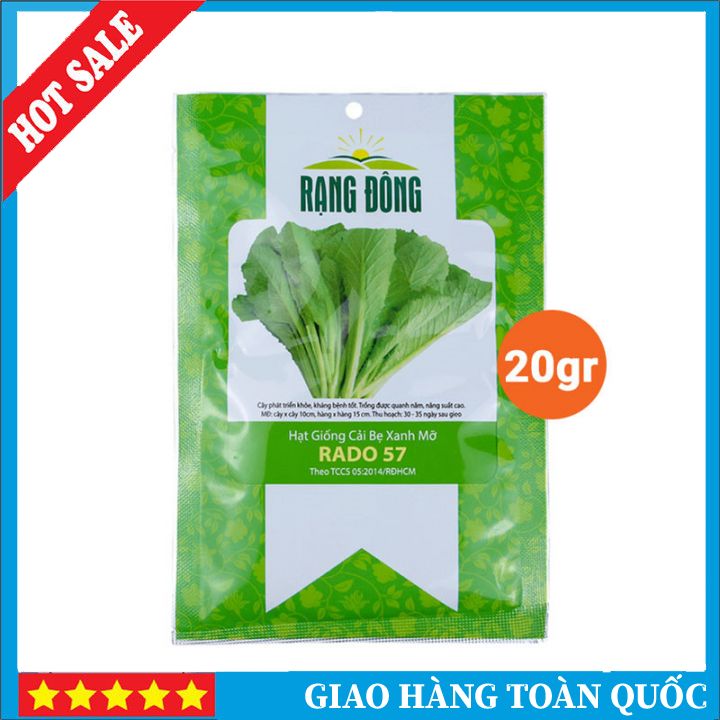 HOT SALE
RẠNG ĐÔNG
20gr
Cây phát triển khỏe, kháng bệnh tốt. Trồng được quanh năm, năng suất cao.
MĐ: cây x cây 10cm, hàng x hàng 15 cm. Thu hoạch: 30 - 35 ngày sau gieo
Hạt Giống Cải Bẹ Xanh Mỡ
RADO 57
Theo TCCS 05:2014/RĐHCM
GIAO HÀNG TOÀN QUỐC